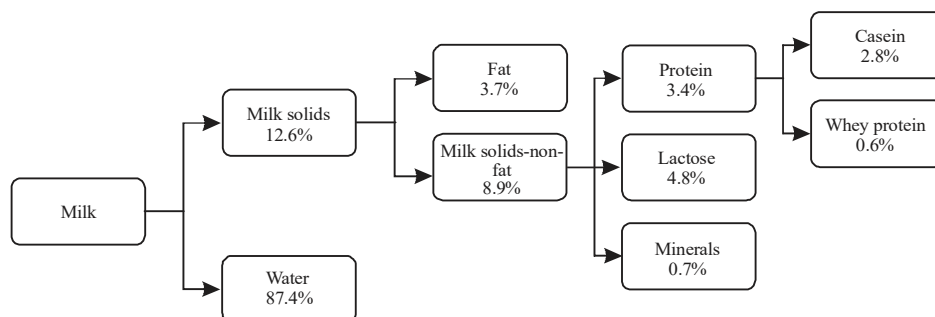 Milk
Milk solids
12.6%
Water
87.4%
Fat
3.7%
Milk solids-non-
fat
8.9%
Protein
3.4%
Lactose
4.8%
Minerals
0.7%
Casein
2.8%
Whey protein
0.6%